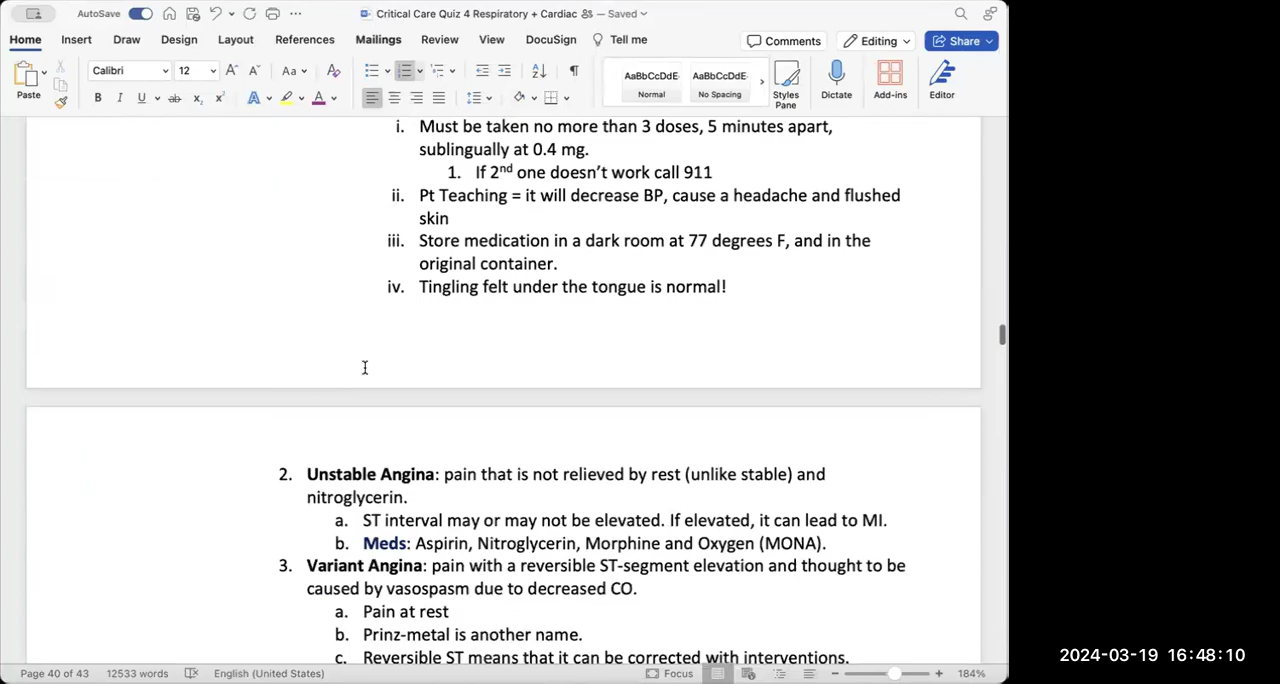 AutoSave
Critical Care Quiz 4 Respiratory + Cardiac — Saved
Home Insert Draw Design Layout References Mailings Review View DocuSign Tell me
Comments Editing Share
Paste
Calibri 12
B I U ab x₂ x²
AaBbCcDdE AaBbCcDdE
Normal No Spacing
Styles Pane
Dictate
Add-ins
Editor
i. Must be taken no more than 3 doses, 5 minutes apart,
sublingually at 0.4 mg.
1. If 2nd one doesn’t work call 911
ii. Pt Teaching = it will decrease BP, cause a headache and flushed
skin
iii. Store medication in a dark room at 77 degrees F, and in the
original container.
iv. Tingling felt under the tongue is normal!
2. Unstable Angina: pain that is not relieved by rest (unlike stable) and
nitroglycerin.
a. ST interval may or may not be elevated. If elevated, it can lead to MI.
b. Meds: Aspirin, Nitroglycerin, Morphine and Oxygen (MONA).
3. Variant Angina: pain with a reversible ST-segment elevation and thought to be
caused by vasospasm due to decreased CO.
a. Pain at rest
b. Prinz-metal is another name.
c. Reversible ST means that it can be corrected with interventions.
Page 40 of 43 12533 words English (United States) Focus 184%
2024-03-19 16:48:10